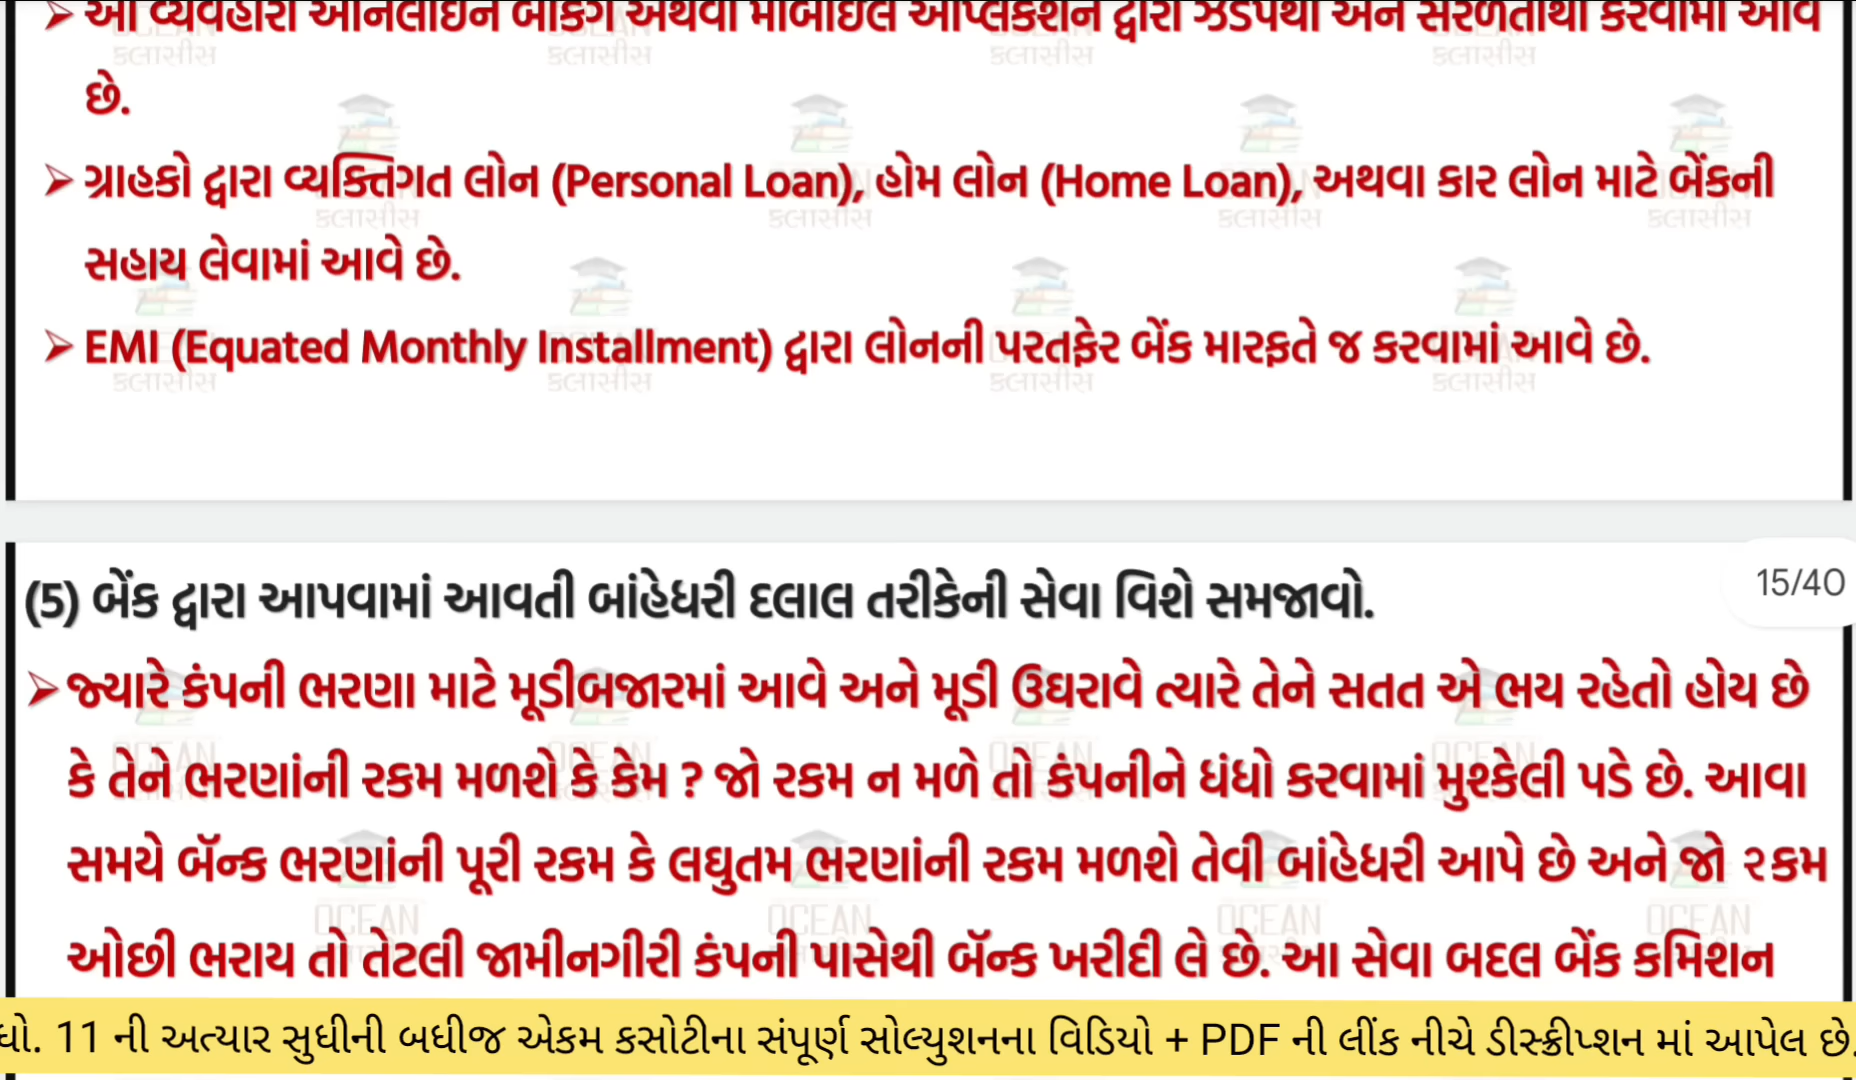 ➢ આ વ્યવહારો ઓનલાઇન બેંકિંગ અથવા મોબાઇલ એપ્લિકેશન દ્વારા ઝડપથી અને સરળતાથી કરવામાં આવે
છે.
➢ ગ્રાહકો દ્વારા વ્યક્તિગત લોન (Personal Loan), હોમ લોન (Home Loan), અથવા કાર લોન માટે બેંકની
સહાય લેવામાં આવે છે.
➢ EMI (Equated Monthly Installment) દ્વારા લોનની પરતફેર બેંક મારફતે જ કરવામાં આવે છે.
15/40
(5) બેંક દ્વારા આપવામાં આવતી બાંહેધરી દલાલ તરીકેની સેવા વિશે સમજાવો.
➢ જ્યારે કંપની ભરણા માટે મૂડીબજારમાં આવે અને મૂડી ઉઘરાવે ત્યારે તેને સતત એ ભય રહેતો હોય છે
કે તેને ભરણાંની રકમ મળશે કે કેમ ? જો રકમ ન મળે તો કંપનીને ધંધો કરવામાં મુશ્કેલી પડે છે. આવા
સમયે બૅન્ક ભરણાંની પૂરી રકમ કે લઘુતમ ભરણાંની રકમ મળશે તેવી બાંહેધરી આપે છે અને જો રકમ
ઓછી ભરાય તો તેટલી જામીનગીરી કંપની પાસેથી બૅન્ક ખરીદી લે છે. આ સેવા બદલ બેંક કમિશન
ધો. 11 ની અત્યાર સુધીની બધીજ એકમ કસોટીના સંપૂર્ણ સોલ્યુશનના વિડિયો + PDF ની લીંક નીચે ડીસ્ક્રીપ્શન માં આપેલ છે.